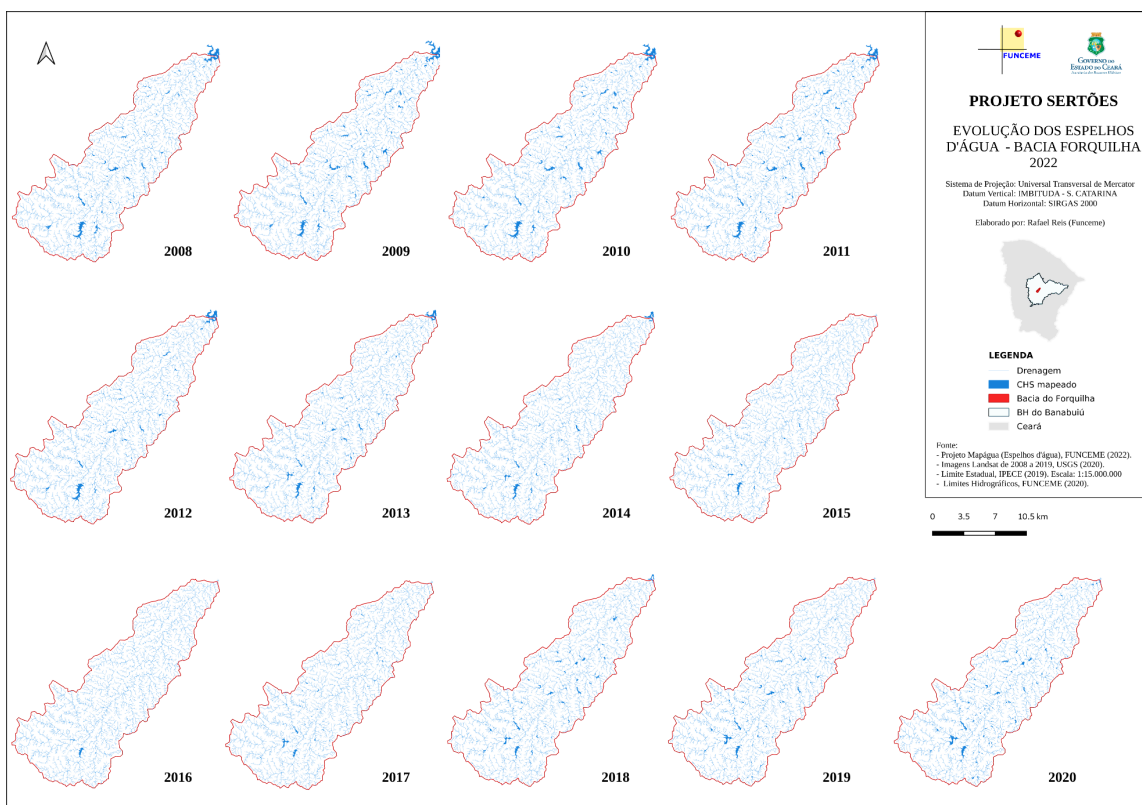 2008
2009
2010
2011
2012
2013
2014
2015
2016
2017
2018
2019
2020
FUNCEME
GOVERNO DO
ESTADO DO CEARÁ
Secretaria dos Recursos Hídricos
PROJETO SERTÕES
EVOLUÇÃO DOS ESPELHOS
D'ÁGUA - BACIA FORQUILHA
2022
Sistema de Projeção: Universal Transversal de Mercator
Datum Vertical: IMBITUDA - S. CATARINA
Datum Horizontal: SIRGAS 2000
Elaborado por: Rafael Reis (Funceme)
LEGENDA
Drenagem
CHS mapeado
Bacia do Forquilha
BH do Banabuiú
Ceará
Fonte:
- Projeto Mapágua (Espelhos d'água), FUNCEME (2022).
- Imagens Landsat de 2008 a 2019, USGS (2020).
- Limite Estadual, IPECE (2019). Escala: 1:15.000.000
- Limites Hidrográficos, FUNCEME (2020).
0 3.5 7 10.5 km